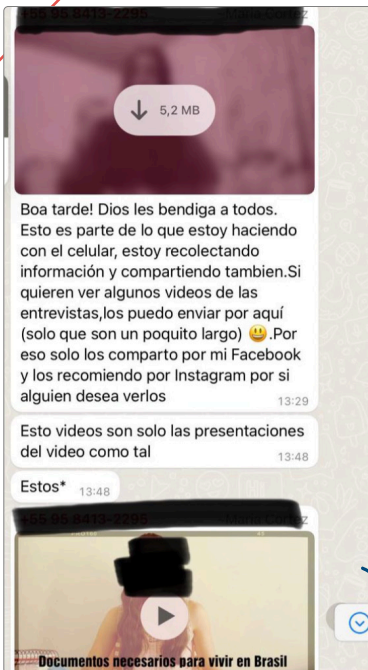 5,2 MB
Boa tarde! Dios les bendiga a todos.
Esto es parte de lo que estoy haciendo
con el celular, estoy recolectando
información y compartiendo tambien.Si
quieren ver algunos videos de las
entrevistas,los puedo enviar por aquí
(solo que son un poquito largo) 😃.Por
eso solo los comparto por mi Facebook
y los recomiendo por Instagram por si
alguien desea verlos
13:29
Esto videos son solo las presentaciones
del video como tal
13:48
Estos* 13:48
Documentos necesarios para vivir en Brasil